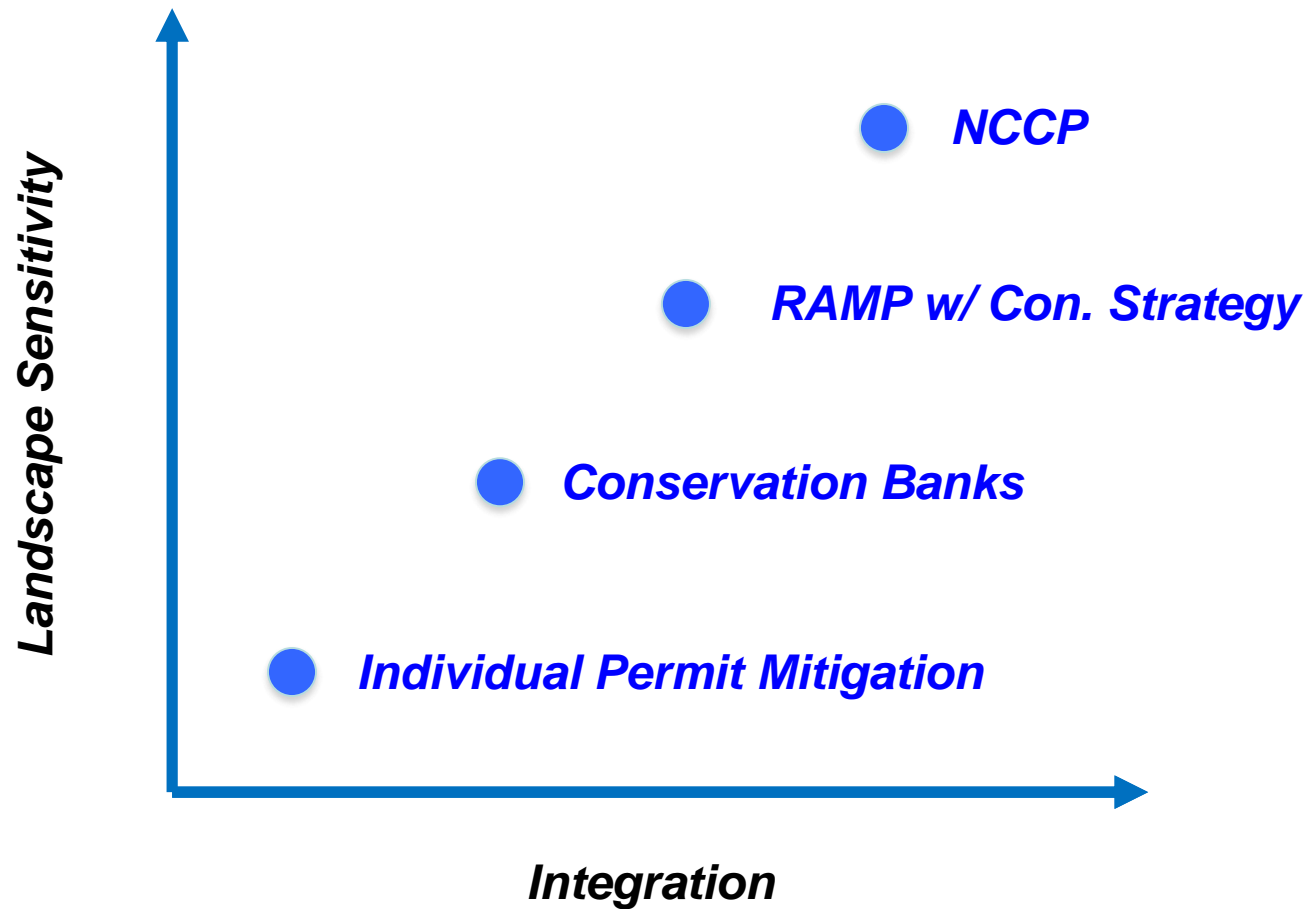 NCCP
RAMP w/ Con. Strategy
Conservation Banks
Individual Permit Mitigation
Landscape Sensitivity
Integration